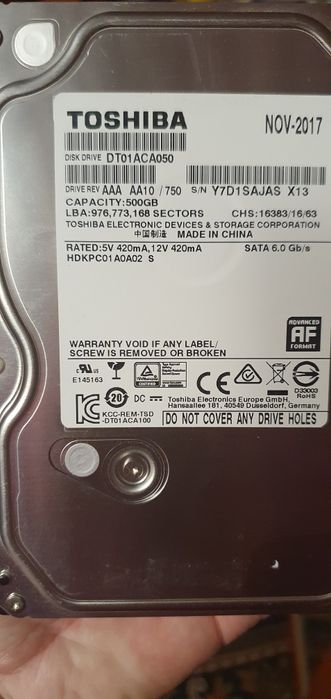 TOSHIBA
NOV-2017
DISK DRIVE DT01ACA050
DRIVE REV AAA AA10 / 750 S/N Y7D1SAJAS X13
CAPACITY:500GB
LBA:976,773,168 SECTORS CHS:16383/16/63
TOSHIBA ELECTRONIC DEVICES & STORAGE CORPORATION
中国制造 MADE IN CHINA
RATED:5V 420mA,12V 420mA SATA 6.0 Gb/s
HDKPC01A0A02 S
ADVANCED
AF
FORMAT
WARRANTY VOID IF ANY LABEL/
SCREW IS REMOVED OR BROKEN
E145163
D33003
RoHS
20
DC
Toshiba Electronics Europe GmbH,
Hansaallee 181, 40549 Dusseldorf, Germany
KCC-REM-TSD
-DT01ACA100
DO NOT COVER ANY DRIVE HOLES